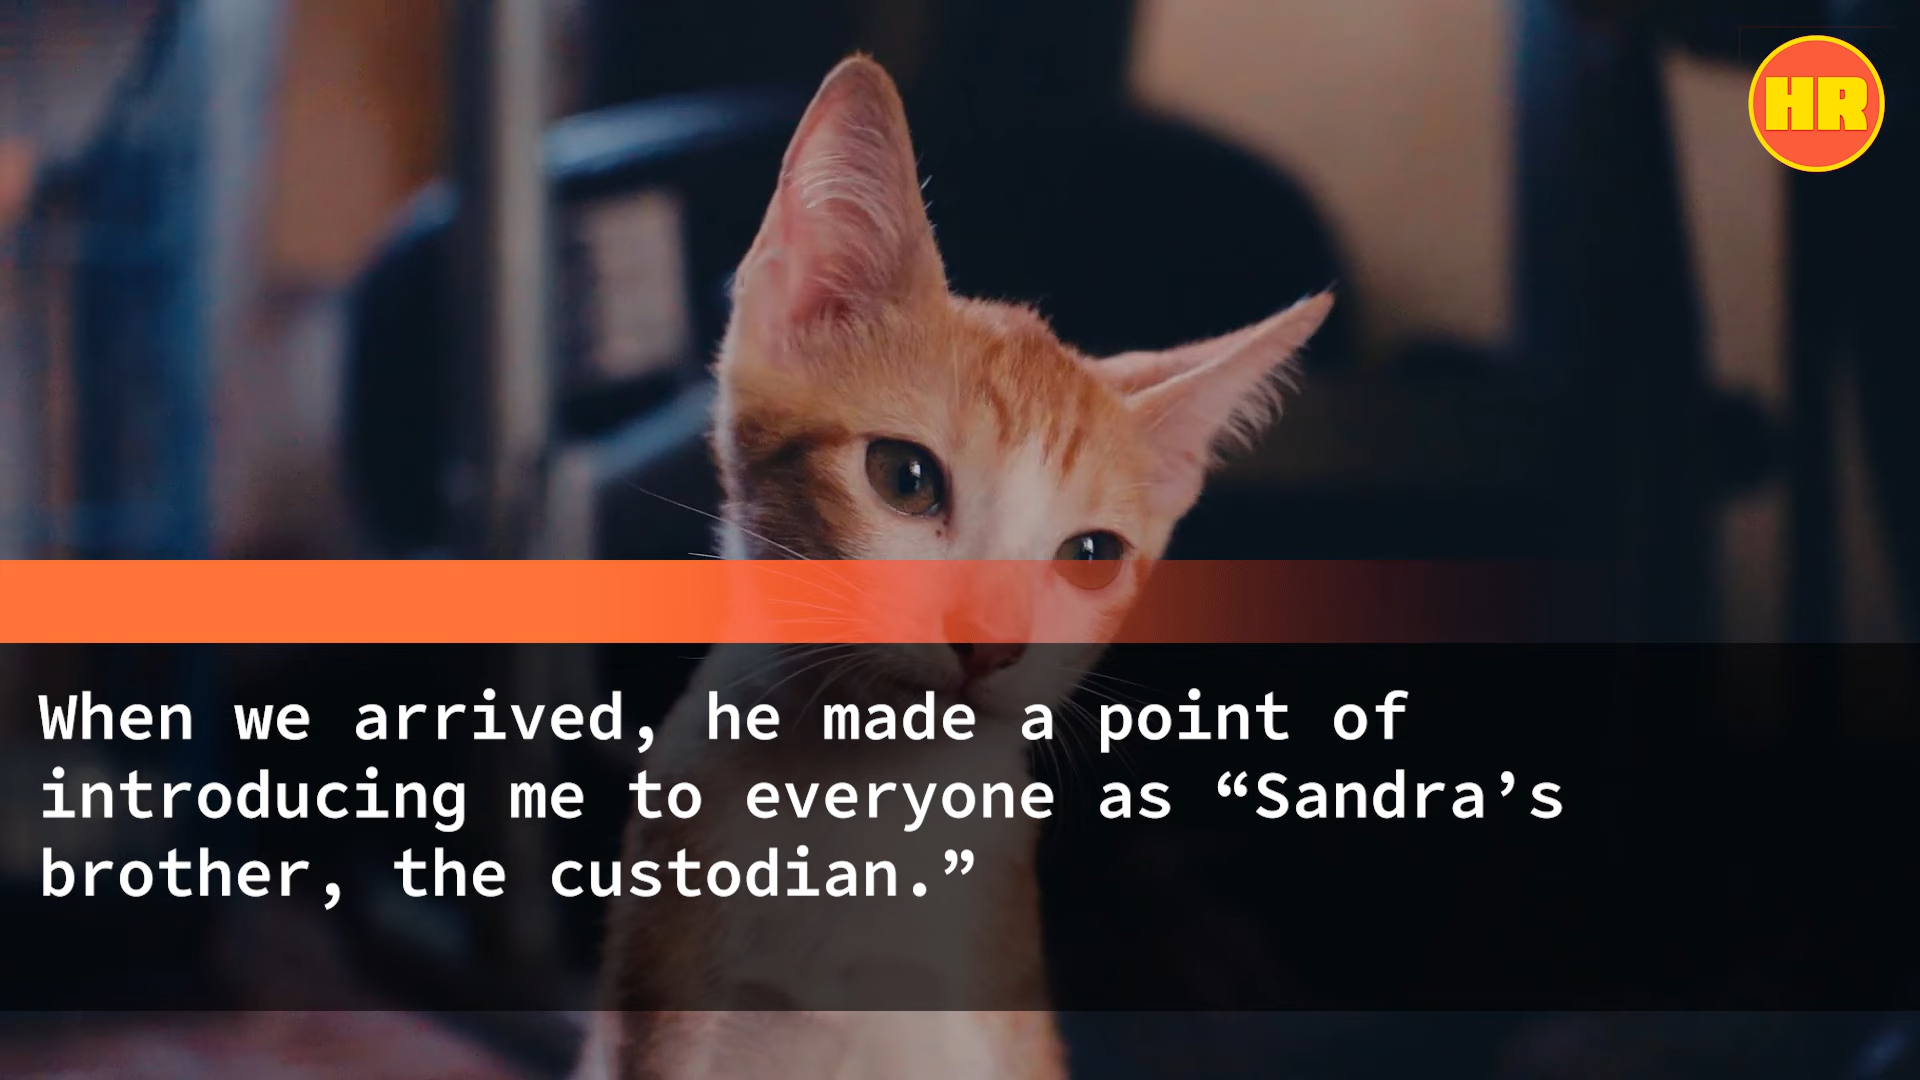 HR
When we arrived, he made a point of
introducing me to everyone as “Sandra’s
brother, the custodian.”